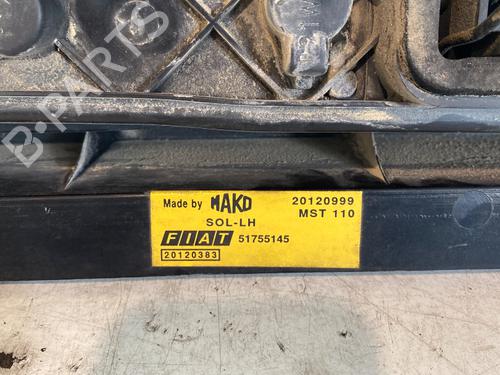 B-PARTS
Made by MAKO 20120999
SOL-LH MST 110
FIAT 51755145
20120383